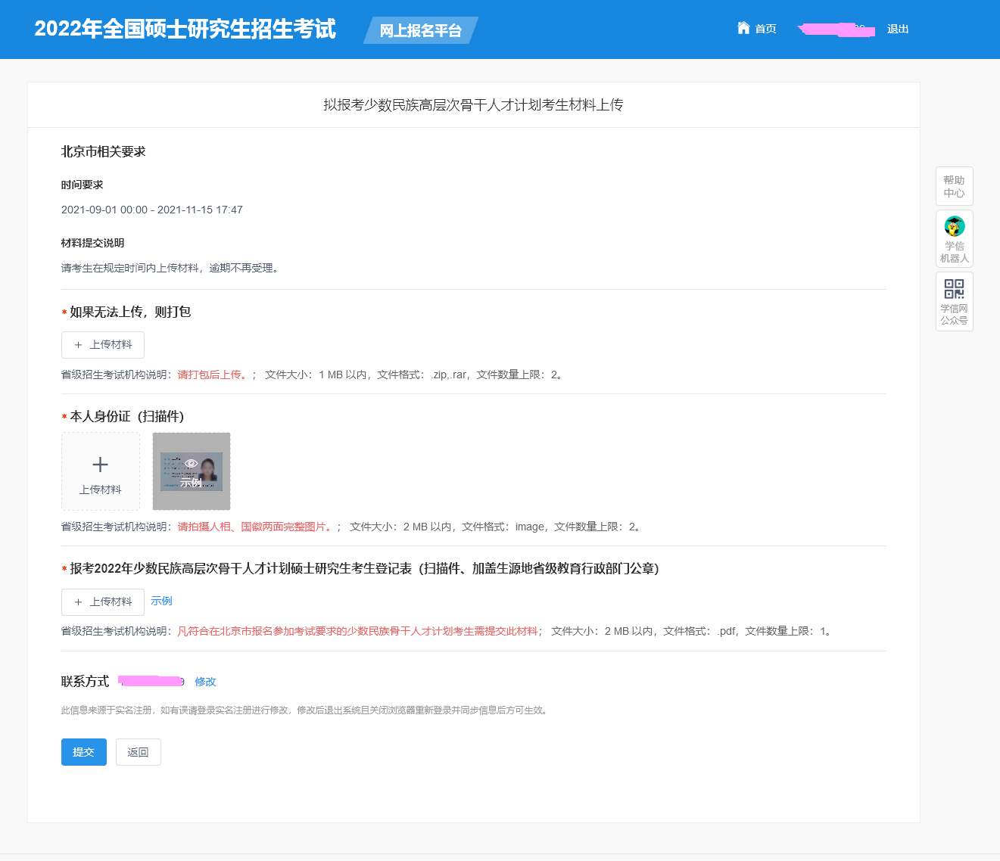 2022年全国硕士研究生招生考试
网上报名平台
首页
退出
拟报考少数民族高层次骨干人才计划考生材料上传
北京市相关要求
时间要求
2021-09-01 00:00 - 2021-11-15 17:47
材料提交说明
请考生在规定时间内上传材料，逾期不再受理。
* 如果无法上传，则打包
+ 上传材料
省级招生考试机构说明：请打包后上传。； 文件大小：1 MB 以内，文件格式：.zip,.rar，文件数量上限：2。
* 本人身份证（扫描件）
上传材料
示例
省级招生考试机构说明：请拍摄人相、国徽两面完整图片。； 文件大小：2 MB 以内，文件格式：image，文件数量上限：2。
* 报考2022年少数民族高层次骨干人才计划硕士研究生考生登记表（扫描件、加盖生源地省级教育行政部门公章）
+ 上传材料 示例
省级招生考试机构说明：凡符合在北京市报名参加考试要求的少数民族骨干人才计划考生需提交此材料； 文件大小：2 MB 以内，文件格式：.pdf，文件数量上限：1。
联系方式 修改
此信息来源于实名注册，如有误请登录实名注册进行修改，修改后退出系统且关闭浏览器重新登录并同步信息后方可生效。
提交 返回
帮助
中心
学信
机器人
学信网
公众号